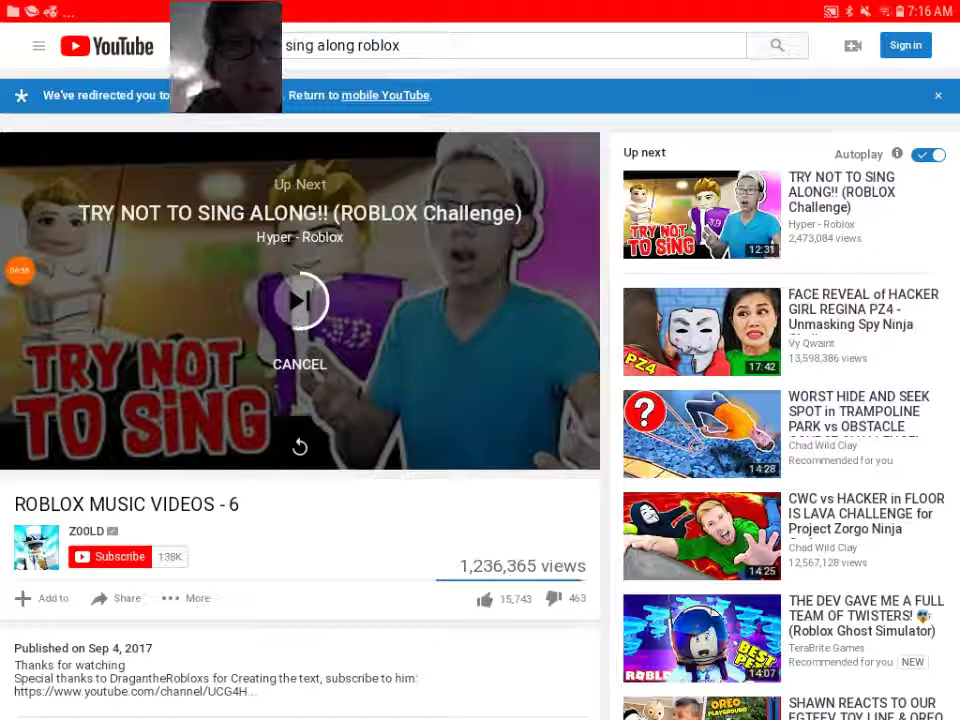 ... 7:16 AM
YouTube sing along roblox Sign in
We've redirected you to . Return to mobile YouTube. ×
Up Next
TRY NOT TO SING ALONG!! (ROBLOX Challenge)
Hyper - Roblox
CANCEL
TRY NOT
TO SiNG
ROBLOX MUSIC VIDEOS - 6
Z00LD
Subscribe 138K
1,236,365 views
Add to Share More 15,743 463
Published on Sep 4, 2017
Thanks for watching
Special thanks to DragantheRobloxs for Creating the text, subscribe to him:
https://www.youtube.com/channel/UCG4H...
Up next Autoplay
TRY NOT
TO SiNG
12:31
TRY NOT TO SING
ALONG!! (ROBLOX
Challenge)
Hyper - Roblox
2,473,084 views
PZ4
17:42
FACE REVEAL of HACKER
GIRL REGINA PZ4 -
Unmasking Spy Ninja
Vy Qwaint
13,598,386 views
?
14:28
WORST HIDE AND SEEK
SPOT in TRAMPOLINE
PARK vs OBSTACLE
Chad Wild Clay
Recommended for you
14:25
CWC vs HACKER in FLOOR
IS LAVA CHALLENGE for
Project Zorgo Ninja
Chad Wild Clay
12,567,128 views
BEST
PET
ROBL
14:07
THE DEV GAVE ME A FULL
TEAM OF TWISTERS!
(Roblox Ghost Simulator)
TeraBrite Games
Recommended for you NEW
OREO
PLAYGROUND
SHAWN REACTS TO OUR
FGTEEV TOY LINE & OREO